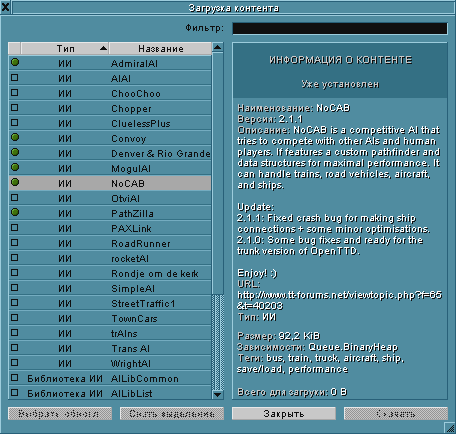 Загрузка контента
Фильтр:
Тип Название
ИИ AdmiralAI
ИИ AIAI
ИИ ChooChoo
ИИ Chopper
ИИ CluelessPlus
ИИ Convoy
ИИ Denver & Rio Grande
ИИ MogulAI
ИИ NoCAB
ИИ OtviAI
ИИ PathZilla
ИИ PAXLink
ИИ RoadRunner
ИИ rocketAI
ИИ Rondje om de kerk
ИИ SimpleAI
ИИ StreetTraffic1
ИИ TownCars
ИИ trAIns
ИИ Trans AI
ИИ WrightAI
Библиотека ИИ AILibCommon
Библиотека ИИ AILibList
ИНФОРМАЦИЯ О КОНТЕНТЕ
Уже установлен
Наименование: NoCAB
Версия: 2.1.1
Описание: NoCAB is a competitive AI that
tries to compete with other AIs and human
players. If features a custom pathfinder and
data structures for maximal performance. It
can handle trains, road vehicles, aircraft,
and ships.
Update:
2.1.1: Fixed crash bug for making ship
connections + some minor optimisations.
2.1.0: Some bug fixes and ready for the
trunk version of OpenTTD.
Enjoy! :)
URL:
http://www.tt-forums.net/viewtopic.php?f=65
&t=40203
Тип: ИИ
Размер: 92,2 KiB
Зависимости: Queue.BinaryHeap
Теги: bus, train, truck, aircraft, ship,
save/load, performance
Всего для загруки: 0 B
Выбрать обновл Снять выделение Закрыть Скачать